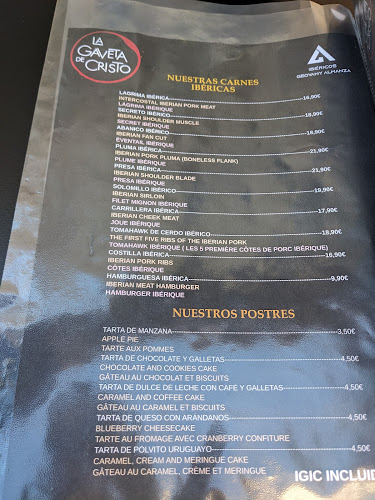 LA
GAVETA
DE CRISTO
IBÉRICOS
GEOVANY ALMANZA
NUESTRAS CARNES
IBÉRICAS
LAGRIMA IBÉRICA 16,90€
INTERCOSTAL IBERIAN PORK MEAT
LAGRIMA IBÉRIQUE
SECRETO IBÉRICO 18,90€
IBERIAN SHOULDER MUSCLE
SECRET IBÉRIQUE
ABANICO IBÉRICO 16,90€
IBERIAN FAN CUT
ÉVENTAIL IBÉRIQUE
PLUMA IBÉRICA 21,90€
IBERIAN PORK PLUMA (BONELESS FLANK)
PLUME IBÉRIQUE
PRESA IBÉRICA 21,90€
IBERIAN SHOULDER BLADE
PRESA IBÉRIQUE
SOLOMILLO IBÉRICO 19,90€
IBERIAN SIRLOIN
FILET MIGNON IBÉRIQUE
CARRILLERA IBÉRICA 17,90€
IBERIAN CHEEK MEAT
JOUE IBÉRIQUE
TOMAHAWK DE CERDO IBÉRICO 18,90€
THE FIRST FIVE RIBS OF THE IBERIAN PORK
TOMAHAWK IBÉRIQUE ( LES 5 PREMIÈRE CÔTES DE PORC IBÉRIQUE)
COSTILLA IBÉRICA 16,90€
IBERIAN PORK RIBS
CÔTES IBÉRIQUE
HAMBURGUESA IBÉRICA 9,90€
IBERIAN MEAT HAMBURGER
HAMBURGER IBÉRIQUE
NUESTROS POSTRES
TARTA DE MANZANA 3,50€
APPLE PIE
TARTE AUX POMMES
TARTA DE CHOCOLATE Y GALLETAS 4,50€
CHOCOLATE AND COOKIES CAKE
GÂTEAU AU CHOCOLAT ET BISCUITS
TARTA DE DULCE DE LECHE CON CAFE Y GALLETAS 4,50€
CARAMEL AND COFFEE CAKE
GÂTEAU AU CARAMEL ET BISCUITS
TARTA DE QUESO CON ARÁNDANOS 4,50€
BLUEBERRY CHEESECAKE
TARTE AU FROMAGE AVEC CRANBERRY CONFITURE
TARTA DE POLVITO URUGUAYO 4,50€
CARAMEL, CREAM AND MERINGUE CAKE
GÂTEAU AU CARAMEL, CRÈME ET MERINGUE
IGIC INCLUID